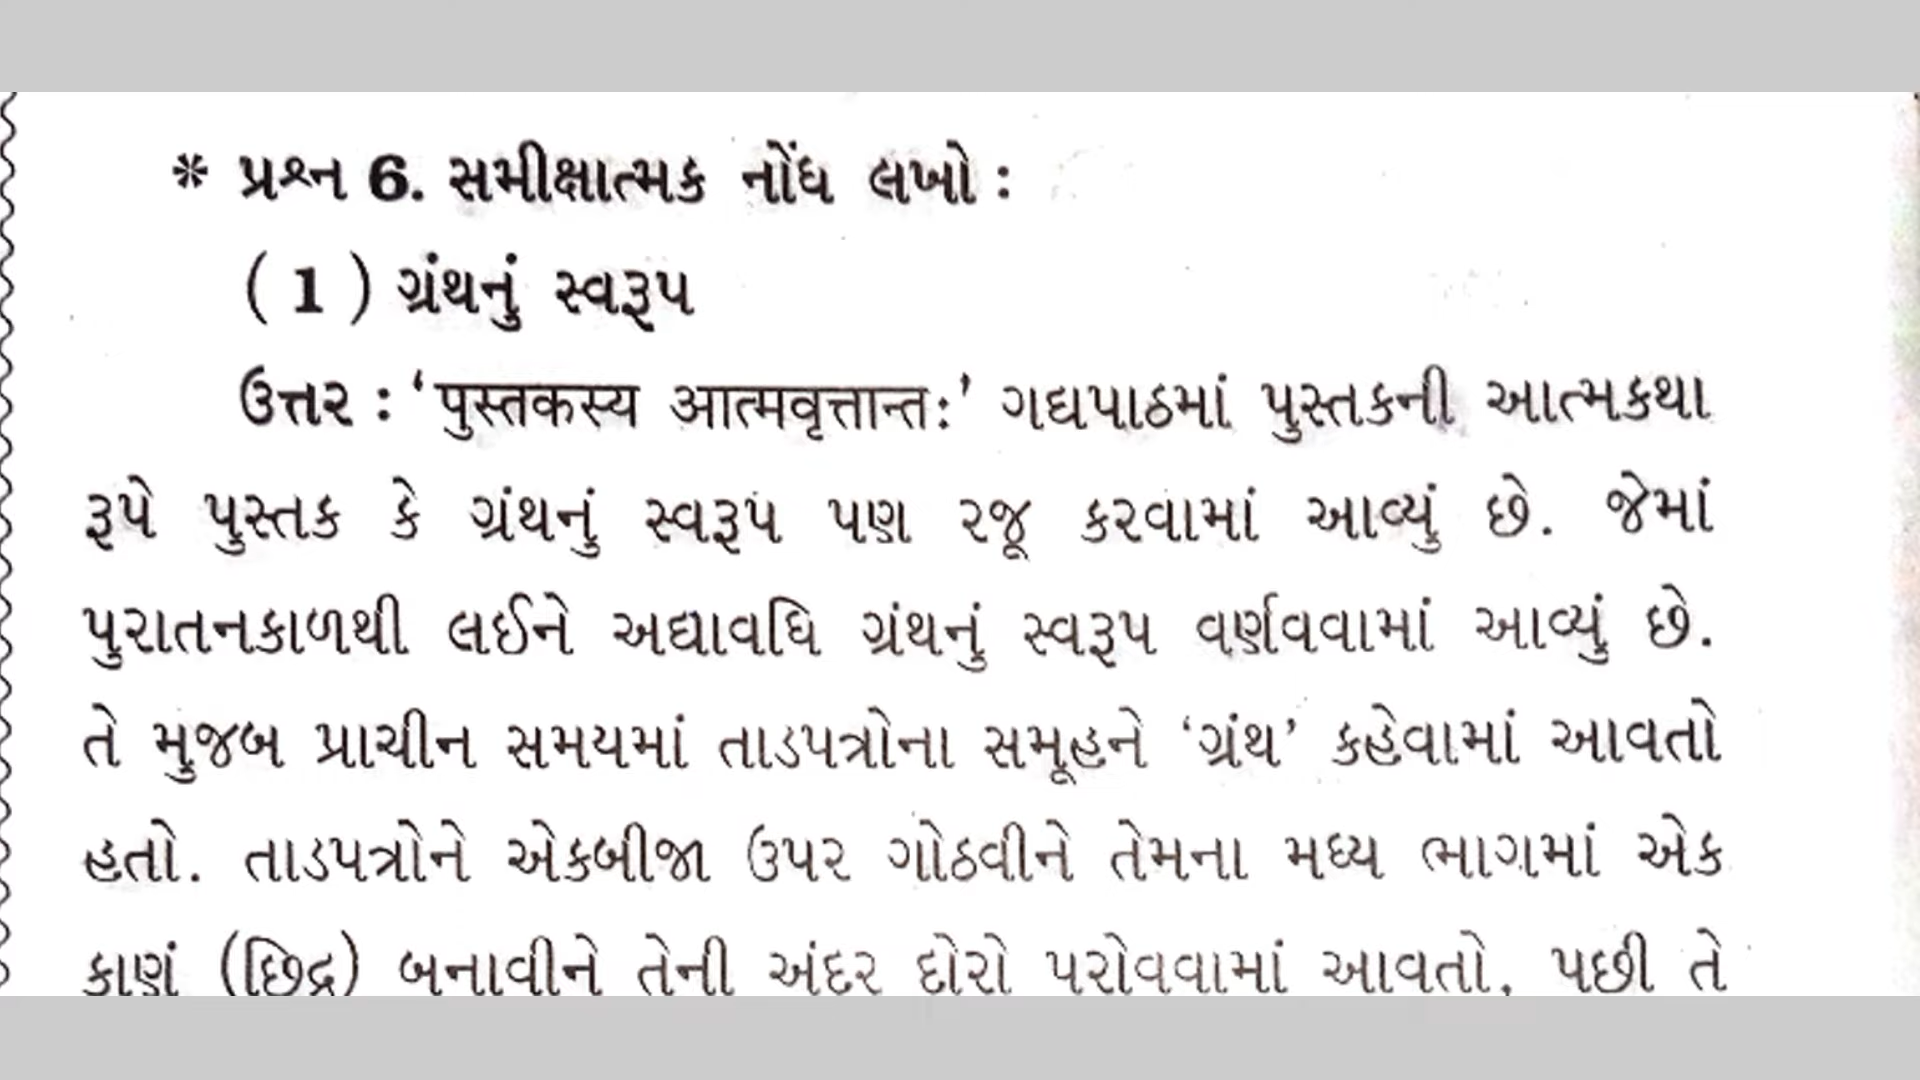 * પ્રશ્ન 6. સમીક્ષાત્મક નોંધ લખો :
( 1 ) ગ્રંથનું સ્વરૂપ
ઉત્તર : ‘પુस્તकस्य आत्मवृत्तान्तः’ ગદ્યપાઠમાં પુસ્તકની આત્મકથા
રૂપે પુસ્તક કે ગ્રંથનું સ્વરૂપ પણ રજૂ કરવામાં આવ્યું છે. જેમાં
પુરાતનકાળથી લઈને અદ્યાવધિ ગ્રંથનું સ્વરૂપ વર્ણવવામાં આવ્યું છે.
તે મુજબ પ્રાચીન સમયમાં તાડપત્રોના સમૂહને ‘ગ્રંથ’ કહેવામાં આવતો
હતો. તાડપત્રોને એકબીજા ઉપર ગોઠવીને તેમના મધ્ય ભાગમાં એક
કાણું (છિદ્ર) બનાવીને તેની અંદર દોરો પરોવવામાં આવતો. પછી તે